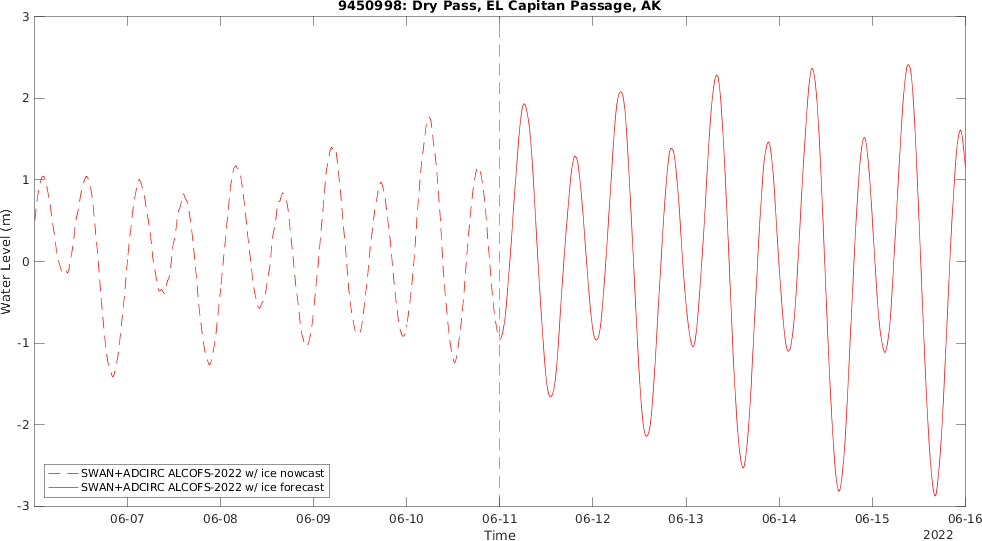 9450998: Dry Pass, EL Capitan Passage, AK
3
2
1
0
-1
-2
-3
Water Level (m)
SWAN+ADCIRC ALCOFS-2022 w/ ice nowcast
SWAN+ADCIRC ALCOFS-2022 w/ ice forecast
06-07 06-08 06-09 06-10 06-11 06-12 06-13 06-14 06-15 06-16
Time
2022